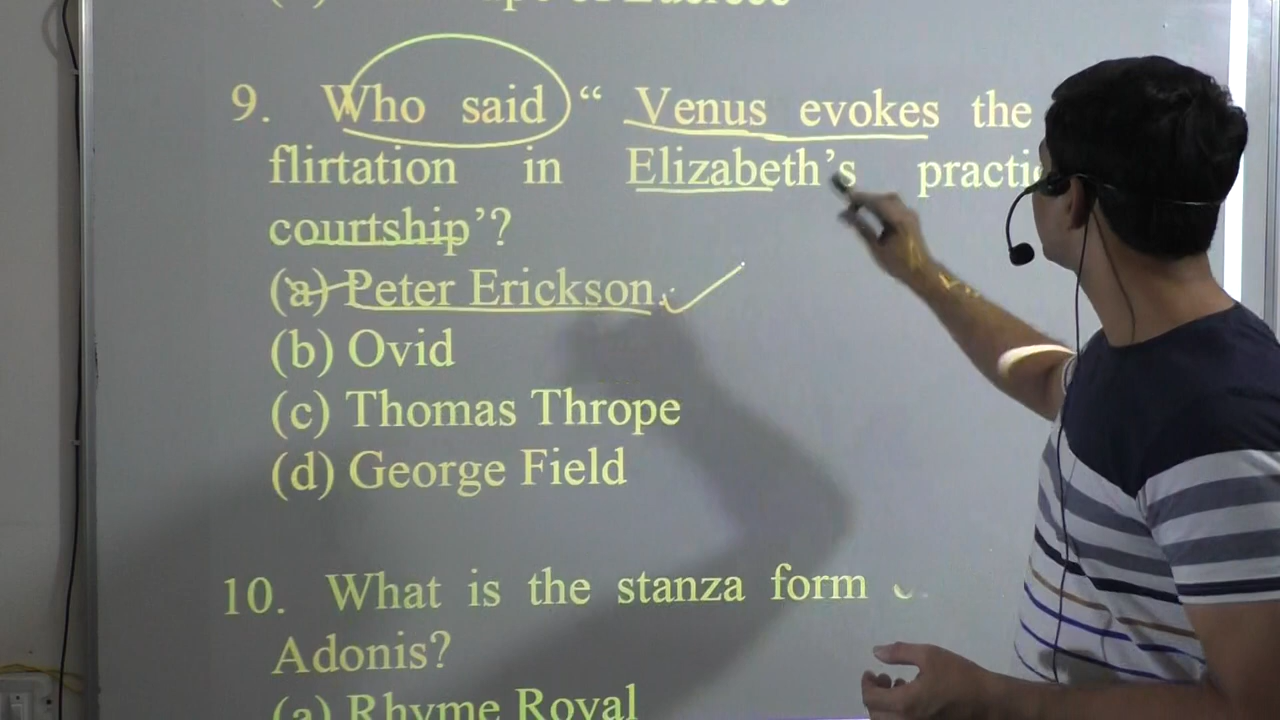 9. Who said “ Venus evokes the
flirtation in Elizabeth’s
courtship’?
(a) Peter Erickson.
(b) Ovid
(c) Thomas Thrope
(d) George Field
10. What is the stanza form
Adonis?
(a) Rhyme Royal